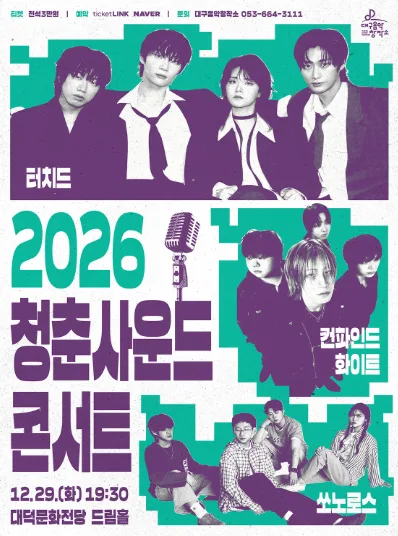 티켓 전석3만원 | 예약 ticketLINK NAVER | 문의 대구음악창작소 053-664-3111
대구음악
창작소
터치드
2026
청춘사운드
콘서트
컨파인드
화이트
쏘노로스
12.29.(화) 19:30
대덕문화전당 드림홀